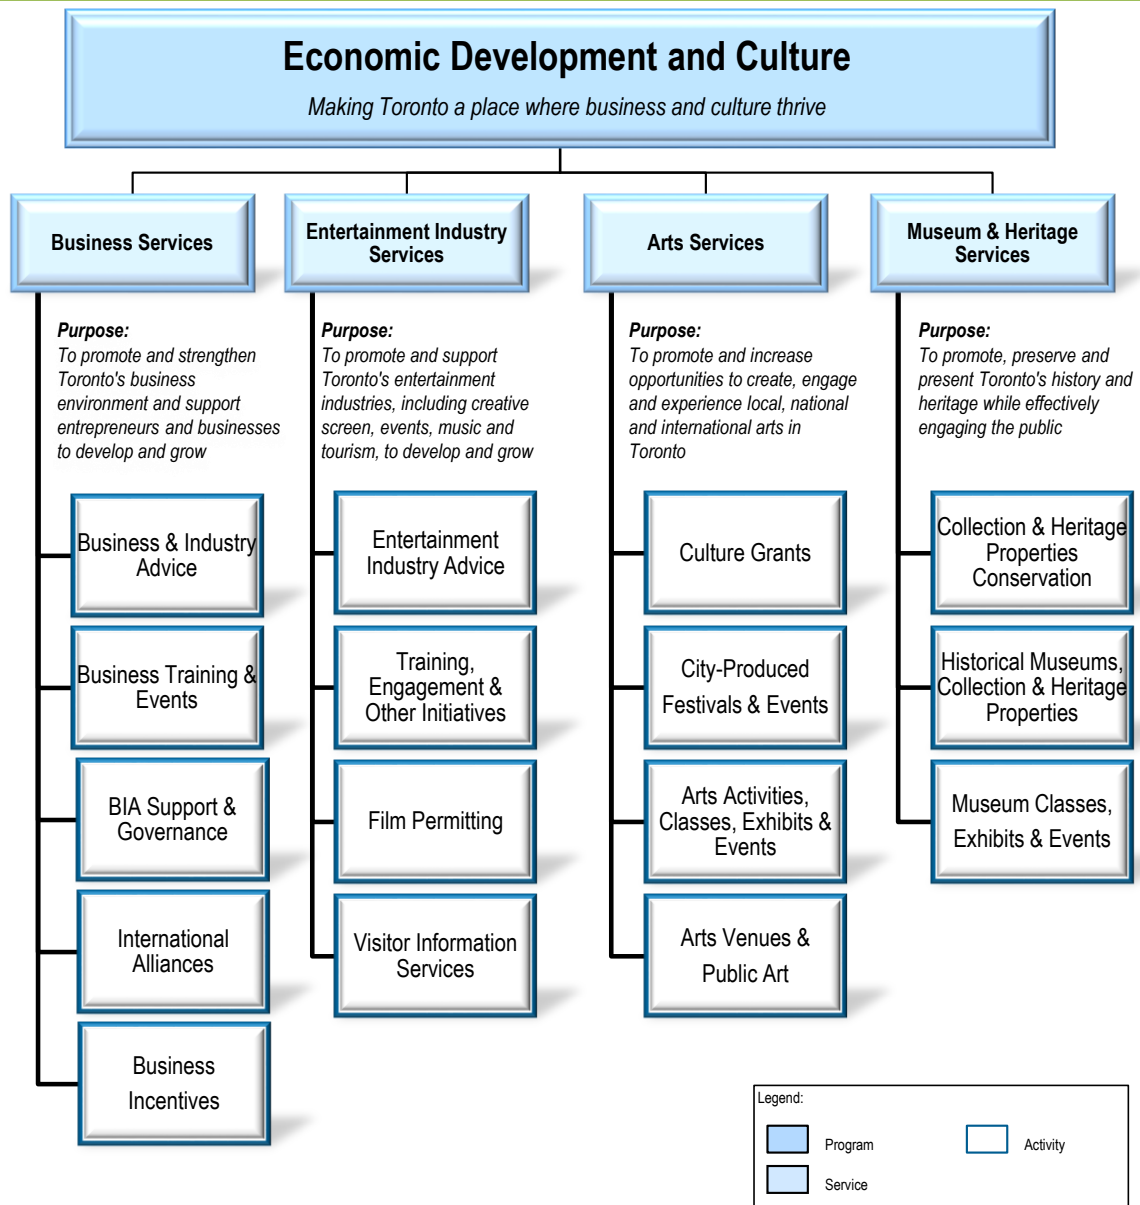 Economic Development and Culture
Making Toronto a place where business and culture thrive
Business Services
Purpose:
To promote and strengthen
Toronto's business
environment and support
entrepreneurs and businesses
to develop and grow
Business & Industry
Advice
Business Training &
Events
BIA Support &
Governance
International
Alliances
Business
Incentives
Entertainment Industry
Services
Purpose:
To promote and support
Toronto's entertainment
industries, including creative
screen, events, music and
tourism, to develop and grow
Entertainment
Industry Advice
Training,
Engagement &
Other Initiatives
Film Permitting
Visitor Information
Services
Arts Services
Purpose:
To promote and increase
opportunities to create, engage
and experience local, national
and international arts in
Toronto
Culture Grants
City-Produced
Festivals & Events
Arts Activities,
Classes, Exhibits &
Events
Arts Venues &
Public Art
Museum & Heritage
Services
Purpose:
To promote, preserve and
present Toronto's history and
heritage while effectively
engaging the public
Collection & Heritage
Properties
Conservation
Historical Museums,
Collection & Heritage
Properties
Museum Classes,
Exhibits & Events
Legend:
Program
Activity
Service